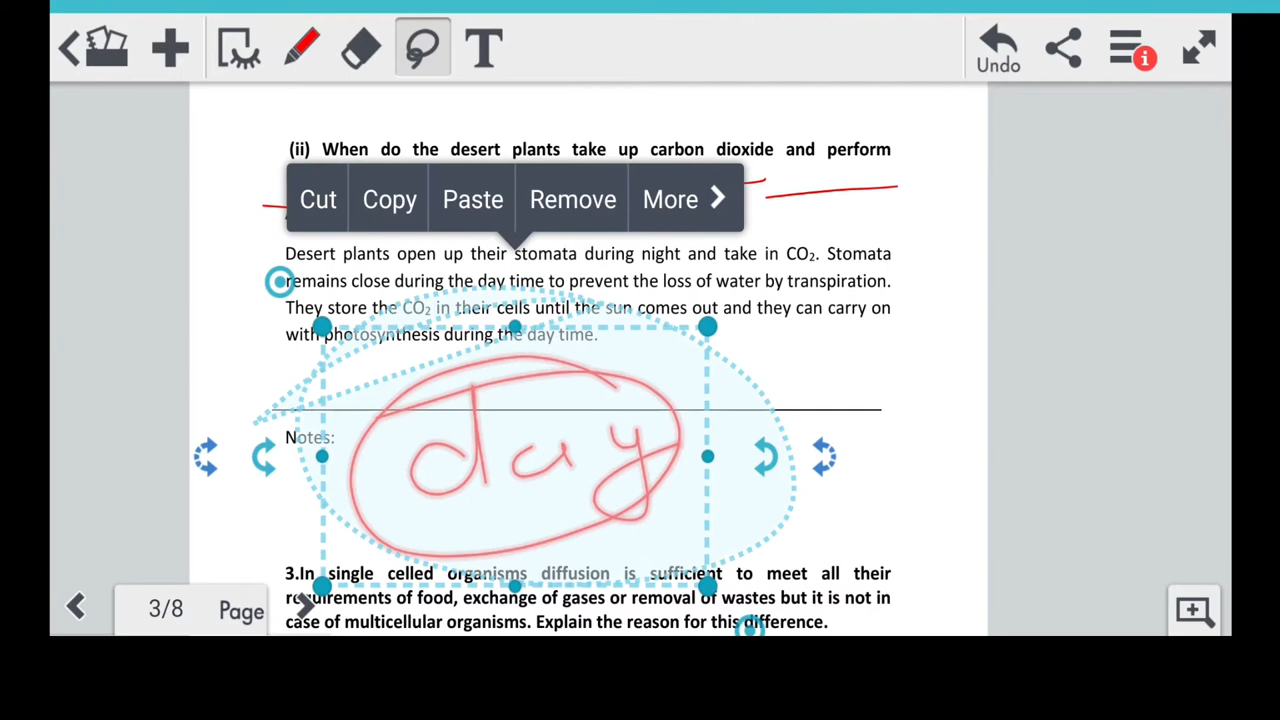 T
Undo
i
(ii) When do the desert plants take up carbon dioxide and perform
Cut Copy Paste Remove More
Desert plants open up their stomata during night and take in CO₂. Stomata
remains close during the day time to prevent the loss of water by transpiration.
They store the CO₂ in their cells until the sun comes out and they can carry on
with photosynthesis during the day time.
day
Notes:
3.In single celled organisms diffusion is sufficient to meet all their
requirements of food, exchange of gases or removal of wastes but it is not in
case of multicellular organisms. Explain the reason for this difference.
3/8 Page